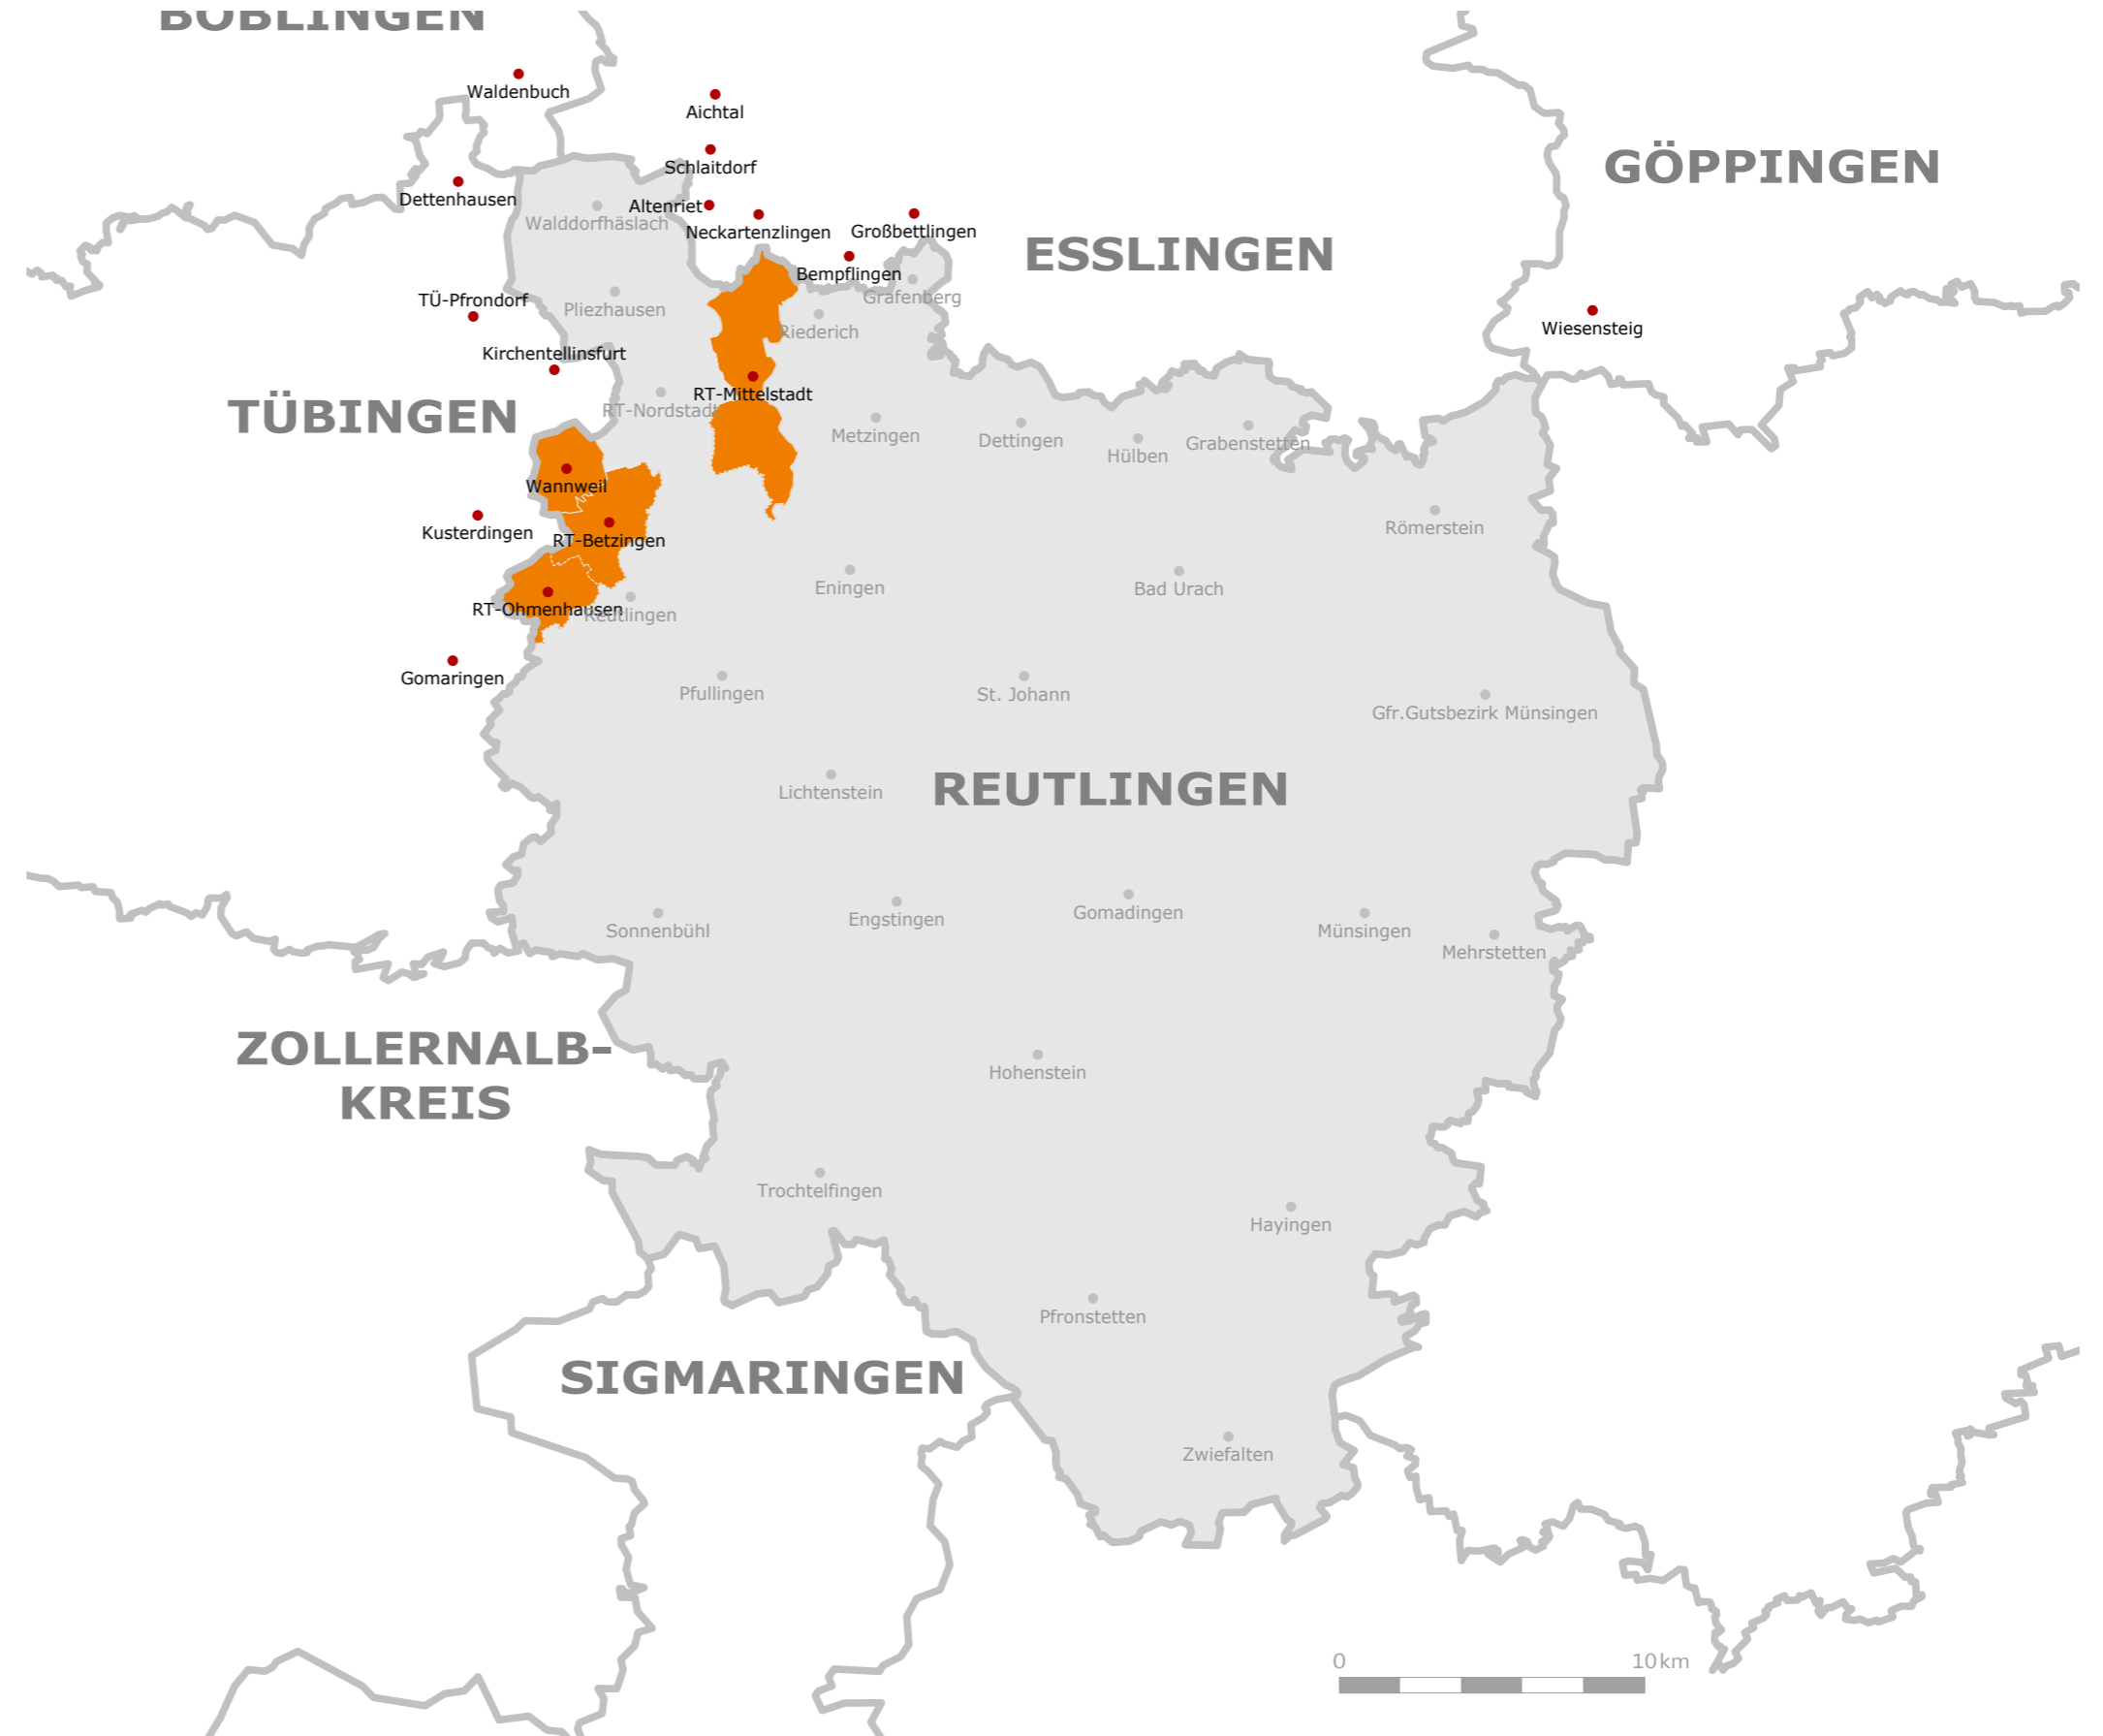 BÖBLINGEN
Waldenbuch
Aichtal
Schlaitdorf
GÖPPINGEN
Dettenhausen
Altenriet
Walddorfhäslach
Neckartenzlingen
Großbettlingen
ESSLINGEN
Bempflingen
Grafenberg
TÜ-Pfrondorf
Pliezhausen
Riederich
Wiesensteig
Kirchentellinsfurt
RT-Mittelstadt
TÜBINGEN
RT-Nordstadt
Metzingen
Dettingen
Grabenstetten
Hülben
Wannweil
Römerstein
Kusterdingen
RT-Betzingen
Eningen
Bad Urach
RT-Ohmenhausen
Reutlingen
Gomaringen
Pfullingen
St. Johann
Gfr.Gutsbezirk Münsingen
Lichtenstein
REUTLINGEN
Sonnenbühl
Engstingen
Gomadingen
Münsingen
Mehrstetten
ZOLLERNALB-
KREIS
Hohenstein
Trochtelfingen
Hayingen
Pfronstetten
SIGMARINGEN
Zwiefalten
0 10 km